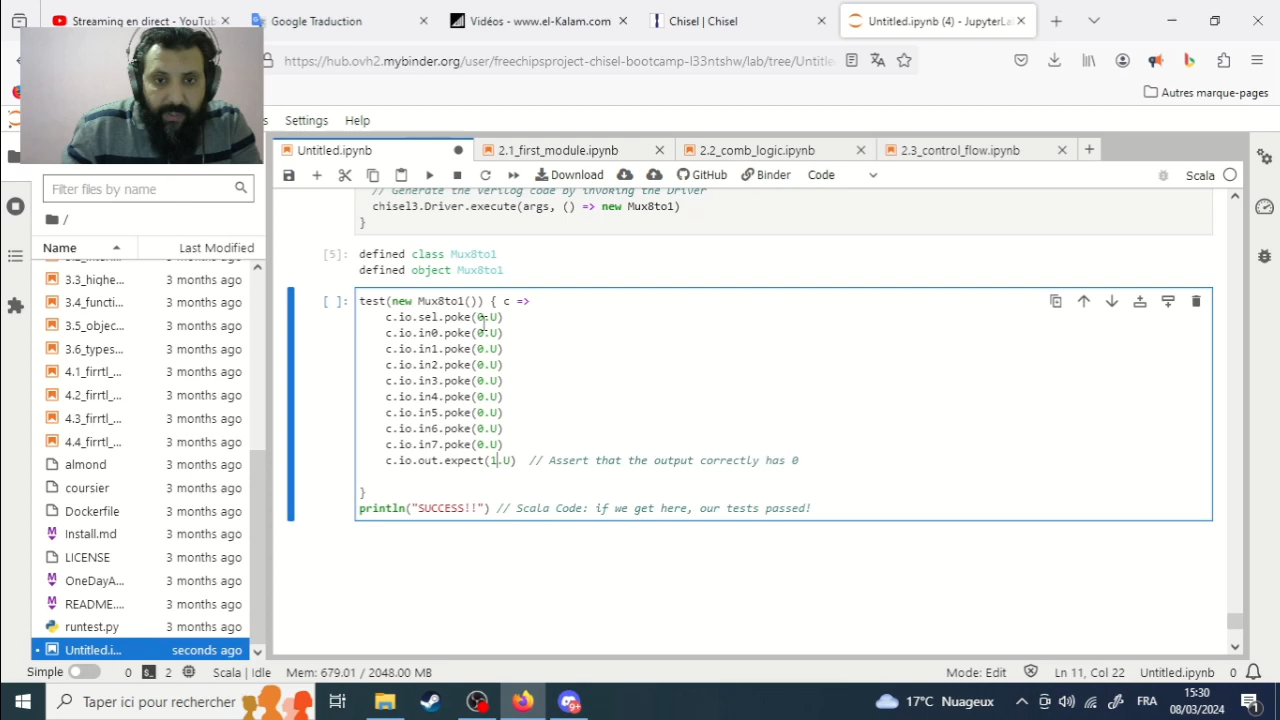 Streaming en direct - YouTub
Google Traduction
Vidéos - www.el-Kalam.com
Chisel | Chisel
Untitled.ipynb (4) - JupyterLa
https://hub.ovh2.mybinder.org/user/freechipsproject-chisel-bootcamp-l33ntshw/lab/tree/Untitle
Autres marque-pages
s Settings Help
Untitled.ipynb
2.1_first_module.ipynb
2.2_comb_logic.ipynb
2.3_control_flow.ipynb
Download GitHub Binder Code Scala
Filter files by name
/
Name Last Modified
3.3_highe... 3 months ago
3.4_functi... 3 months ago
3.5_objec... 3 months ago
3.6_types... 3 months ago
4.1_firrtl_... 3 months ago
4.2_firrtl_... 3 months ago
4.3_firrtl_... 3 months ago
4.4_firrtl_... 3 months ago
almond 3 months ago
coursier 3 months ago
Dockerfile 3 months ago
Install.md 3 months ago
LICENSE 3 months ago
OneDayA... 3 months ago
README.... 3 months ago
runtest.py 3 months ago
Untitled.i... seconds ago
// Generate the Verilog code by invoking the Driver
chisel3.Driver.execute(args, () => new Mux8to1)
}
[5]: defined class Mux8to1
defined object Mux8to1
[ ]: test(new Mux8to1()) { c =>
c.io.sel.poke(0.U)
c.io.in0.poke(0.U)
c.io.in1.poke(0.U)
c.io.in2.poke(0.U)
c.io.in3.poke(0.U)
c.io.in4.poke(0.U)
c.io.in5.poke(0.U)
c.io.in6.poke(0.U)
c.io.in7.poke(0.U)
c.io.out.expect(1.U) // Assert that the output correctly has 0
}
println("SUCCESS!!") // Scala Code: if we get here, our tests passed!
Simple 0 2 Scala | Idle Mem: 679.01 / 2048.00 MB Mode: Edit Ln 11, Col 22 Untitled.ipynb 0
Taper ici pour rechercher
17°C Nuageux
FRA
15:30
08/03/2024
1